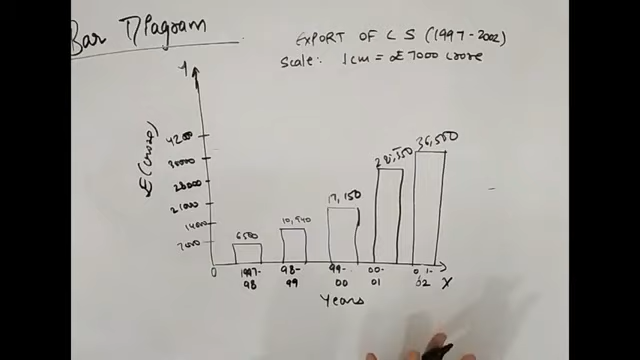 Bar Diagram
EXPORT OF C S (1997-2002)
Scale: 1cm = £ 7000 crore
Y
£ (crore)
42000
35000
28000
21000
14000
7000
0
6500
10,940
17,150
28,350
36,500
1997-98
98-99
99-00
00-01
01-02
X
Years